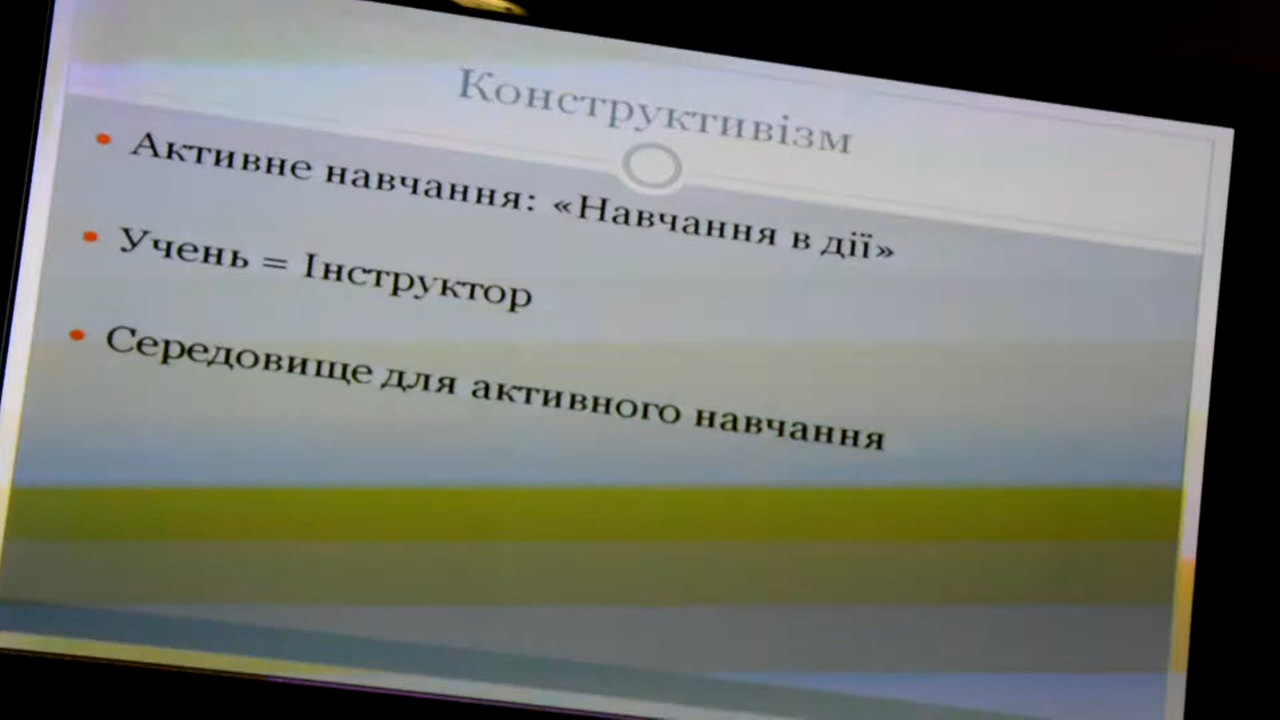 Конструктивізм
Активне навчання: «Навчання в дії»
Учень = Інструктор
Середовище для активного навчання